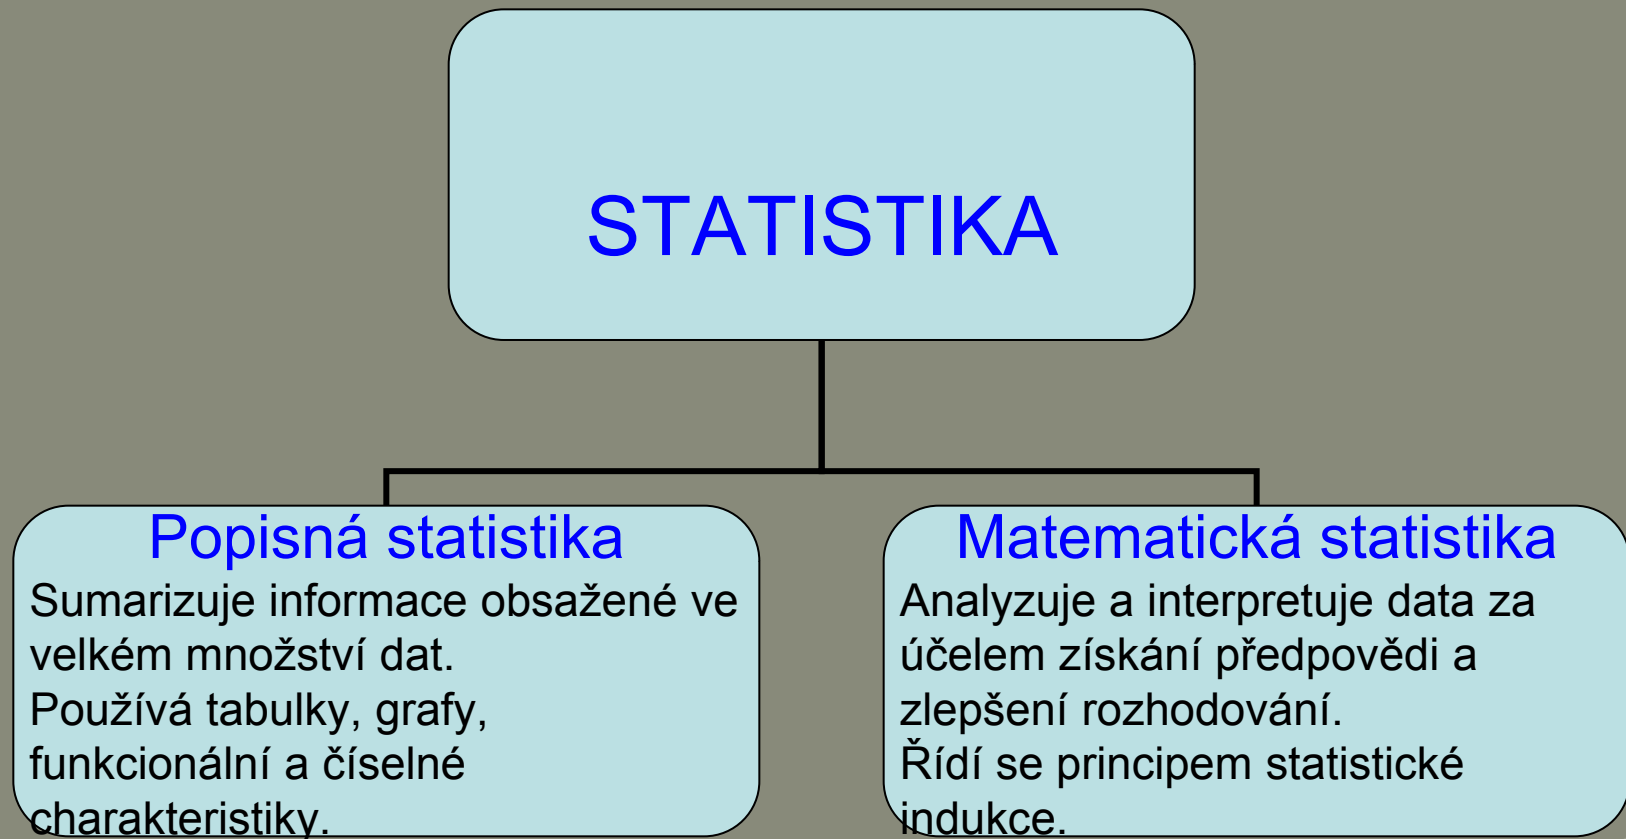 STATISTIKA
Popisná statistika
Sumarizuje informace obsažené ve
velkém množství dat.
Používá tabulky, grafy,
funkcionální a číselné
charakteristiky.
Matematická statistika
Analyzuje a interpretuje data za
účelem získání předpovědi a
zlepšení rozhodování.
Řídí se principem statistické
indukce.